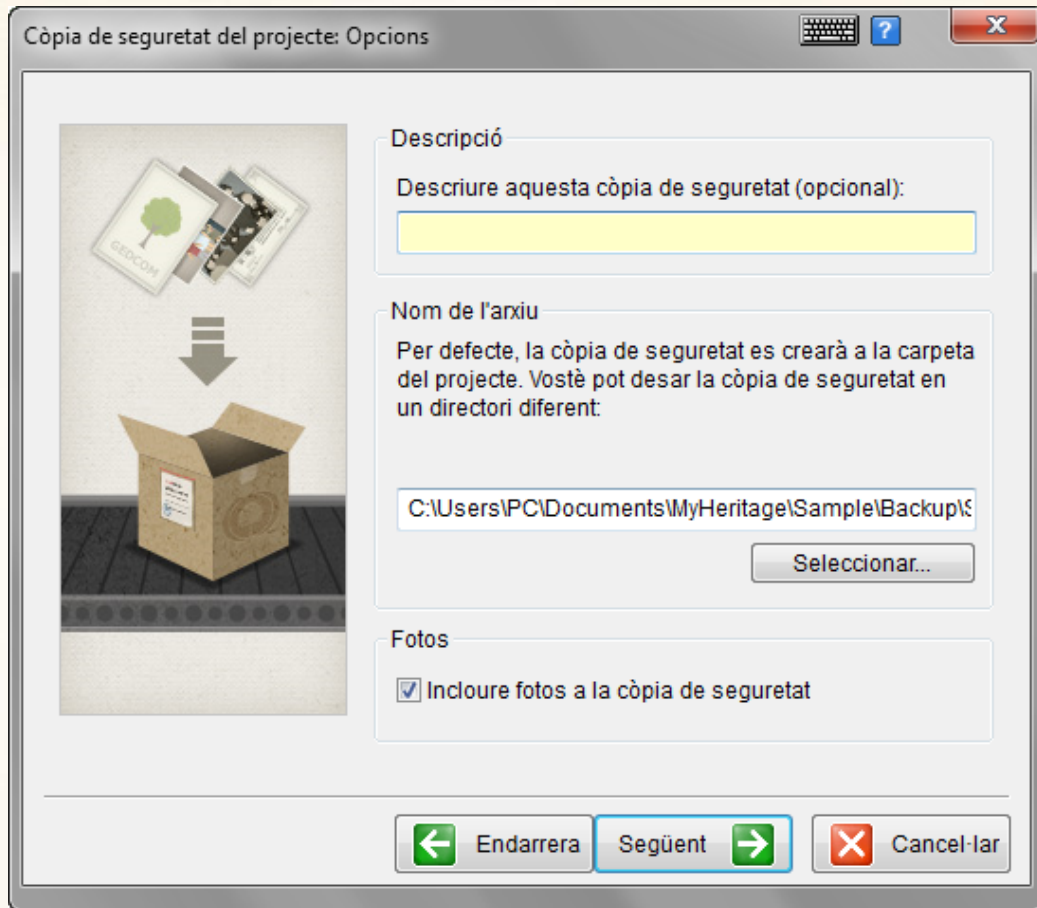 Còpia de seguretat del projecte: Opcions
Descripció
Descriure aquesta còpia de seguretat (opcional):
Nom de l'arxiu
Per defecte, la còpia de seguretat es crearà a la carpeta
del projecte. Vostè pot desar la còpia de seguretat en
un directori diferent:
C:\Users\PC\Documents\MyHeritage\Sample\Backup\S
Seleccionar...
Fotos
Incloure fotos a la còpia de seguretat
Endarrera
Següent
Cancel·lar
GEDCOM